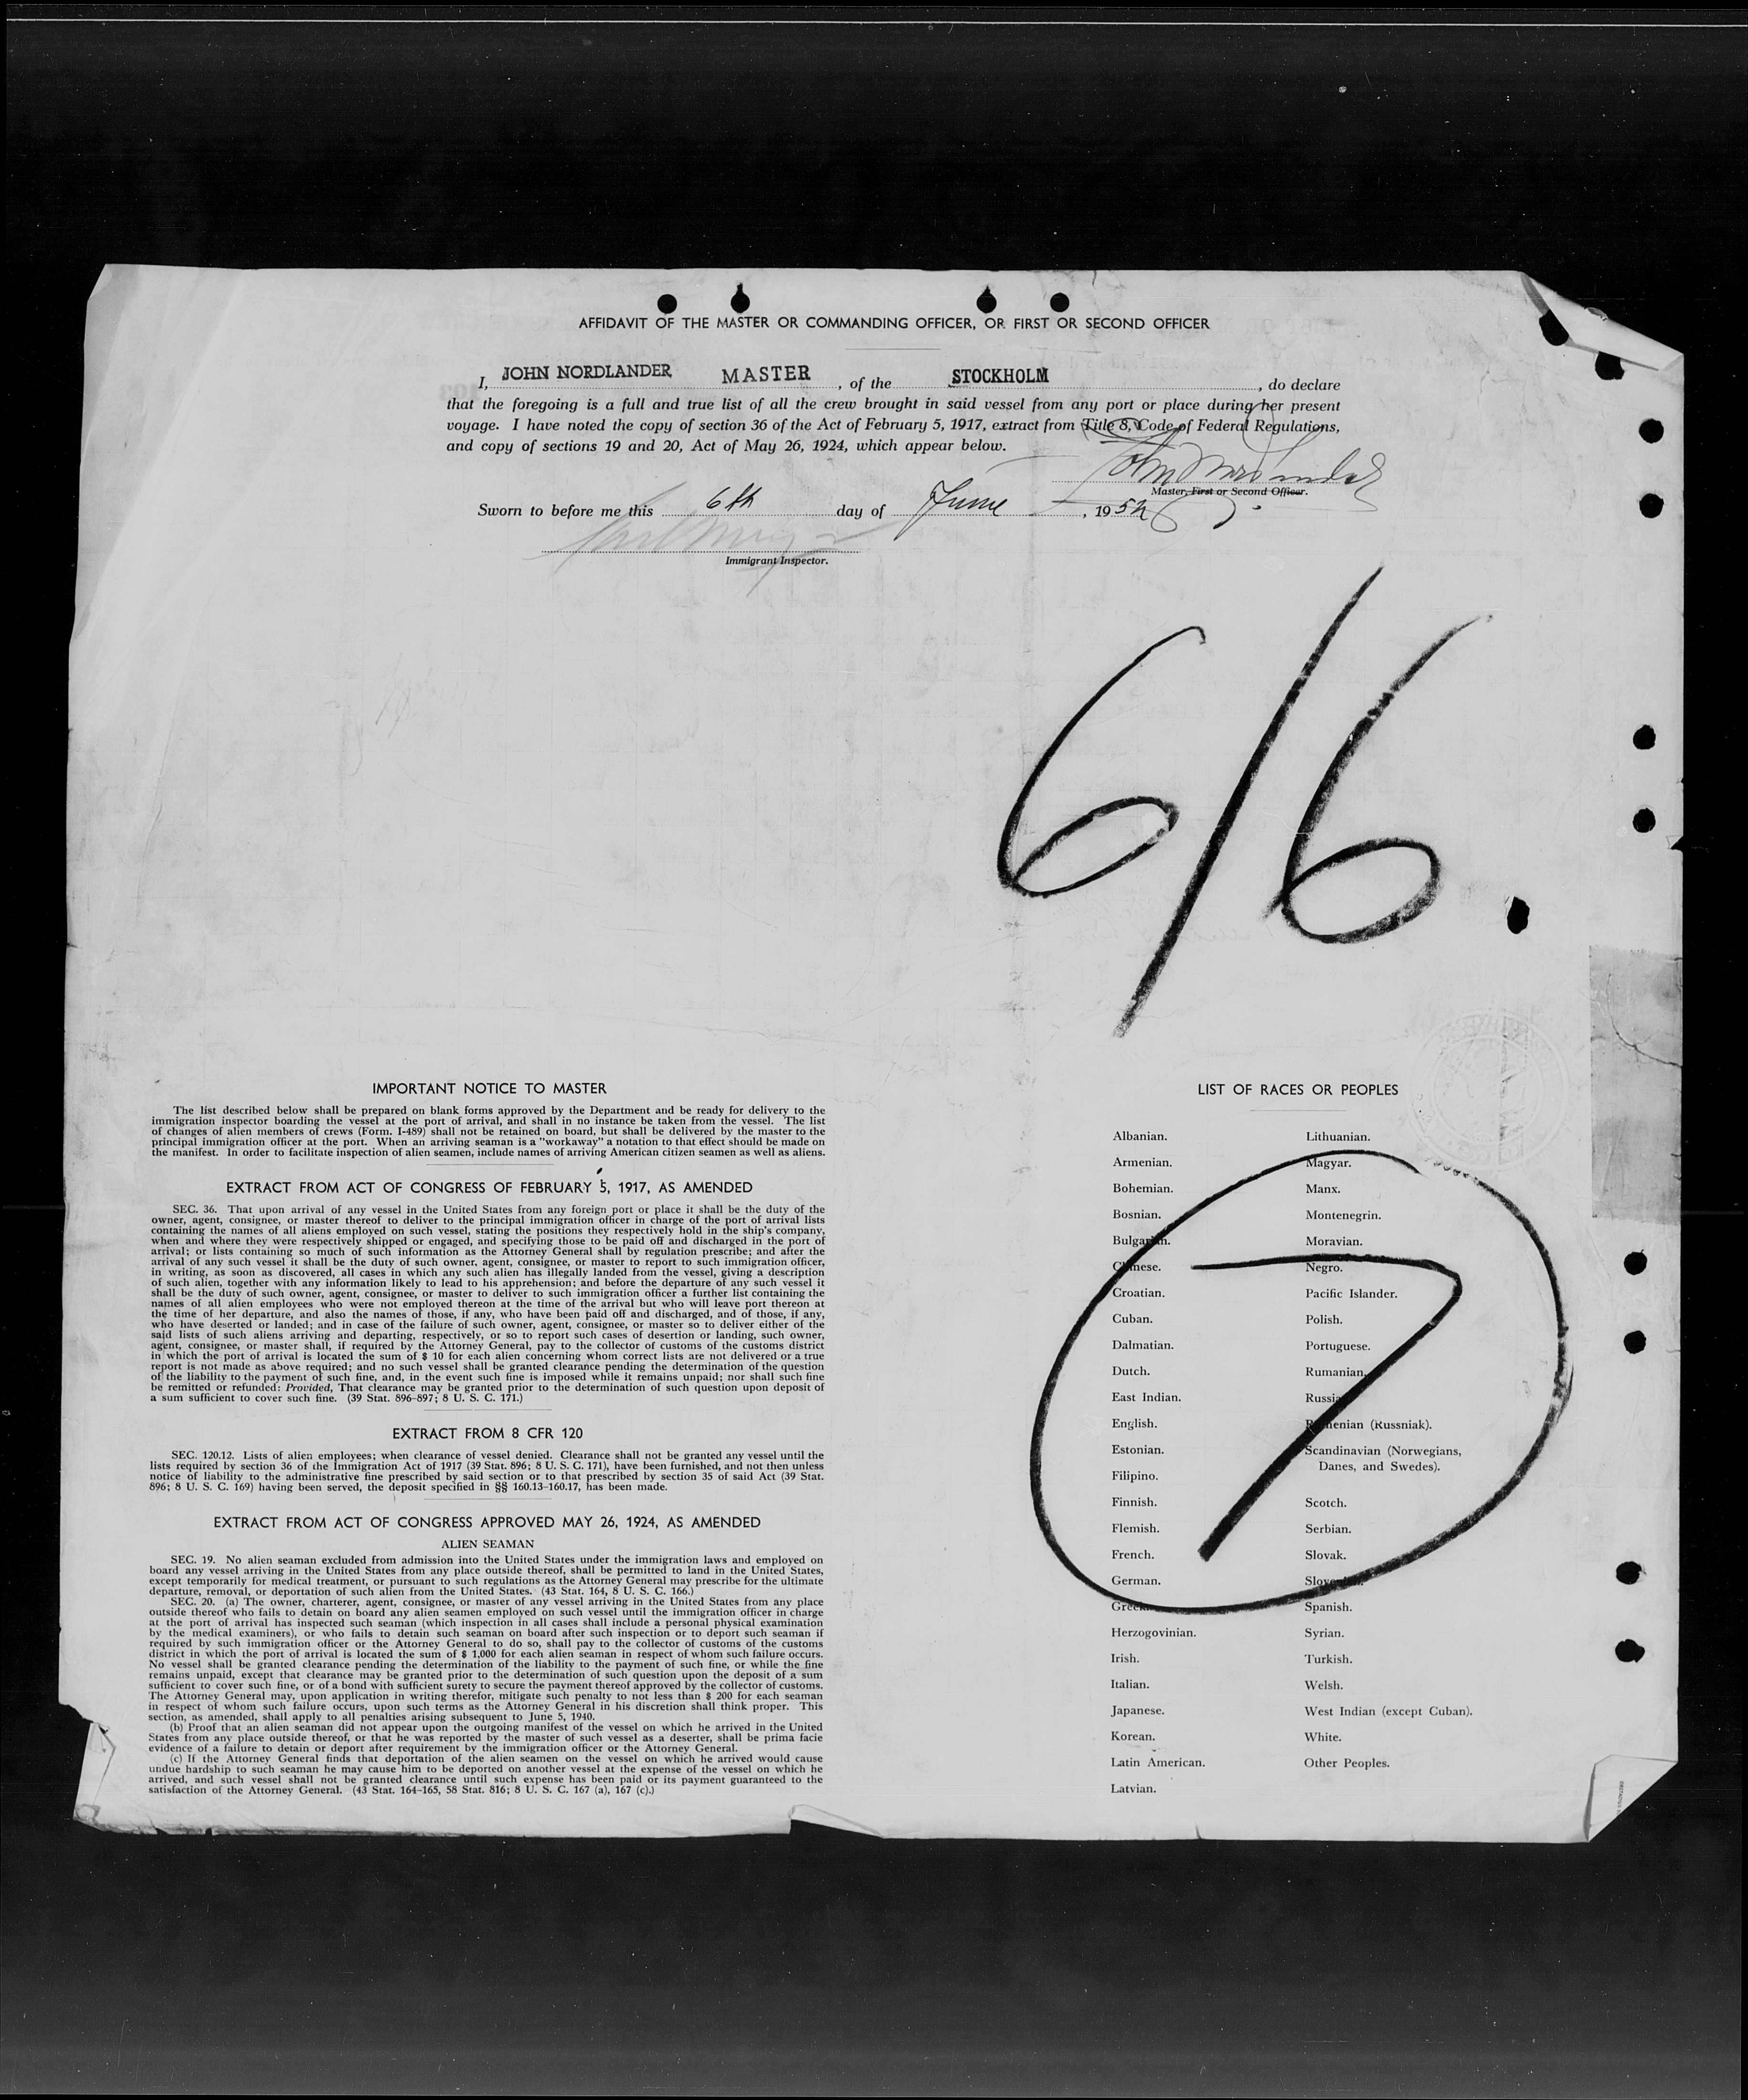 AFFIDAVIT OF THE MASTER OR COMMANDING OFFICER, OR FIRST OR SECOND OFFICER
I, JOHN NORDLANDER MASTER, of the STOCKHOLM, do declare
that the foregoing is a full and true list of all the crew brought in said vessel from any port or place during her present
voyage. I have noted the copy of section 36 of the Act of February 5, 1917, extract from Title 8, Code of Federal Regulations,
and copy of sections 19 and 20, Act of May 26, 1924, which appear below.
John Nordlander
Master, First or Second Officer.
Sworn to before me this 6th day of June, 1952
Immigrant Inspector.
6/6.
IMPORTANT NOTICE TO MASTER
The list described below shall be prepared on blank forms approved by the Department and be ready for delivery to the
immigration inspector boarding the vessel at the port of arrival, and shall in no instance be taken from the vessel. The list
of changes of alien members of crews (Form. I-489) shall not be retained on board, but shall be delivered by the master to the
principal immigration officer at the port. When an arriving seaman is a "workaway" a notation to that effect should be made on
the manifest. In order to facilitate inspection of alien seamen, include names of arriving American citizen seamen as well as aliens.
EXTRACT FROM ACT OF CONGRESS OF FEBRUARY 5, 1917, AS AMENDED
SEC. 36. That upon arrival of any vessel in the United States from any foreign port or place it shall be the duty of the
owner, agent, consignee, or master thereof to deliver to the principal immigration officer in charge of the port of arrival lists
containing the names of all aliens employed on such vessel, stating the positions they respectively hold in the ship's company,
when and where they were respectively shipped or engaged, and specifying those to be paid off and discharged in the port of
arrival; or lists containing so much of such information as the Attorney General shall by regulation prescribe; and after the
arrival of any such vessel it shall be the duty of such owner, agent, consignee, or master to report to such immigration officer,
in writing, as soon as discovered, all cases in which any such alien has illegally landed from the vessel, giving a description
of such alien, together with any information likely to lead to his apprehension; and before the departure of any such vessel it
shall be the duty of such owner, agent, consignee, or master to deliver to such immigration officer a further list containing the
names of all alien employees who were not employed thereon at the time of the arrival but who will leave port thereon at
the time of her departure, and also the names of those, if any, who have been paid off and discharged, and of those, if any,
who have deserted or landed; and in case of the failure of such owner, agent, consignee, or master so to deliver either of the
said lists of such aliens arriving and departing, respectively, or so to report such cases of desertion or landing, such owner,
agent, consignee, or master shall, if required by the Attorney General, pay to the collector of customs of the customs district
in which the port of arrival is located the sum of $ 10 for each alien concerning whom correct lists are not delivered or a true
report is not made as above required; and no such vessel shall be granted clearance pending the determination of the question
of the liability to the payment of such fine, and, in the event such fine is imposed while it remains unpaid; nor shall such fine
be remitted or refunded: Provided, That clearance may be granted prior to the determination of such question upon deposit of
a sum sufficient to cover such fine. (39 Stat. 896-897; 8 U. S. C. 171.)
EXTRACT FROM 8 CFR 120
SEC. 120.12. Lists of alien employees; when clearance of vessel denied. Clearance shall not be granted any vessel until the
lists required by section 36 of the Immigration Act of 1917 (39 Stat. 896; 8 U. S. C. 171), have been furnished, and not then unless
notice of liability to the administrative fine prescribed by said section or to that prescribed by section 35 of said Act (39 Stat.
896; 8 U. S. C. 169) having been served, the deposit specified in §§ 160.13-160.17, has been made.
EXTRACT FROM ACT OF CONGRESS APPROVED MAY 26, 1924, AS AMENDED
ALIEN SEAMAN
SEC. 19. No alien seaman excluded from admission into the United States under the immigration laws and employed on
board any vessel arriving in the United States from any place outside thereof, shall be permitted to land in the United States,
except temporarily for medical treatment, or pursuant to such regulations as the Attorney General may prescribe for the ultimate
departure, removal, or deportation of such alien from the United States. (43 Stat. 164, 8 U. S. C. 166.)
SEC. 20. (a) The owner, charterer, agent, consignee, or master of any vessel arriving in the United States from any place
outside thereof who fails to detain on board any alien seamen employed on such vessel until the immigration officer in charge
at the port of arrival has inspected such seaman (which inspection in all cases shall include a personal physical examination
by the medical examiners), or who fails to detain such seaman on board after such inspection or to deport such seaman if
required by such immigration officer or the Attorney General to do so, shall pay to the collector of customs of the customs
district in which the port of arrival is located the sum of $ 1,000 for each alien seaman in respect of whom such failure occurs.
No vessel shall be granted clearance pending the determination of the liability to the payment of such fine, or while the fine
remains unpaid, except that clearance may be granted prior to the determination of such question upon the deposit of a sum
sufficient to cover such fine, or of a bond with sufficient surety to secure the payment thereof approved by the collector of customs.
The Attorney General may, upon application in writing therefor, mitigate such penalty to not less than $ 200 for each seaman
in respect of whom such failure occurs, upon such terms as the Attorney General in his discretion shall think proper. This
section, as amended, shall apply to all penalties arising subsequent to June 5, 1940.
(b) Proof that an alien seaman did not appear upon the outgoing manifest of the vessel on which he arrived in the United
States from any place outside thereof, or that he was reported by the master of such vessel as a deserter, shall be prima facie
evidence of a failure to detain or deport after requirement by the immigration officer or the Attorney General.
(c) If the Attorney General finds that deportation of the alien seamen on the vessel on which he arrived would cause
undue hardship to such seaman he may cause him to be deported on another vessel at the expense of the vessel on which he
arrived, and such vessel shall not be granted clearance until such expense has been paid or its payment guaranteed to the
satisfaction of the Attorney General. (43 Stat. 164-165, 58 Stat. 816; 8 U. S. C. 167 (a), 167 (c).)
LIST OF RACES OR PEOPLES
Albanian.
Armenian.
Bohemian.
Bosnian.
Bulgarian.
Chinese.
Croatian.
Cuban.
Dalmatian.
Dutch.
East Indian.
English.
Estonian.
Filipino.
Finnish.
Flemish.
French.
German.
Greek.
Herzogovinian.
Irish.
Italian.
Japanese.
Korean.
Latin American.
Latvian.
Lithuanian.
Magyar.
Manx.
Montenegrin.
Moravian.
Negro.
Pacific Islander.
Polish.
Portuguese.
Rumanian.
Russian.
Ruthenian (Russniak).
Scandinavian (Norwegians,
Danes, and Swedes).
Scotch.
Serbian.
Slovak.
Slovenian.
Spanish.
Syrian.
Turkish.
Welsh.
West Indian (except Cuban).
White.
Other Peoples.
7